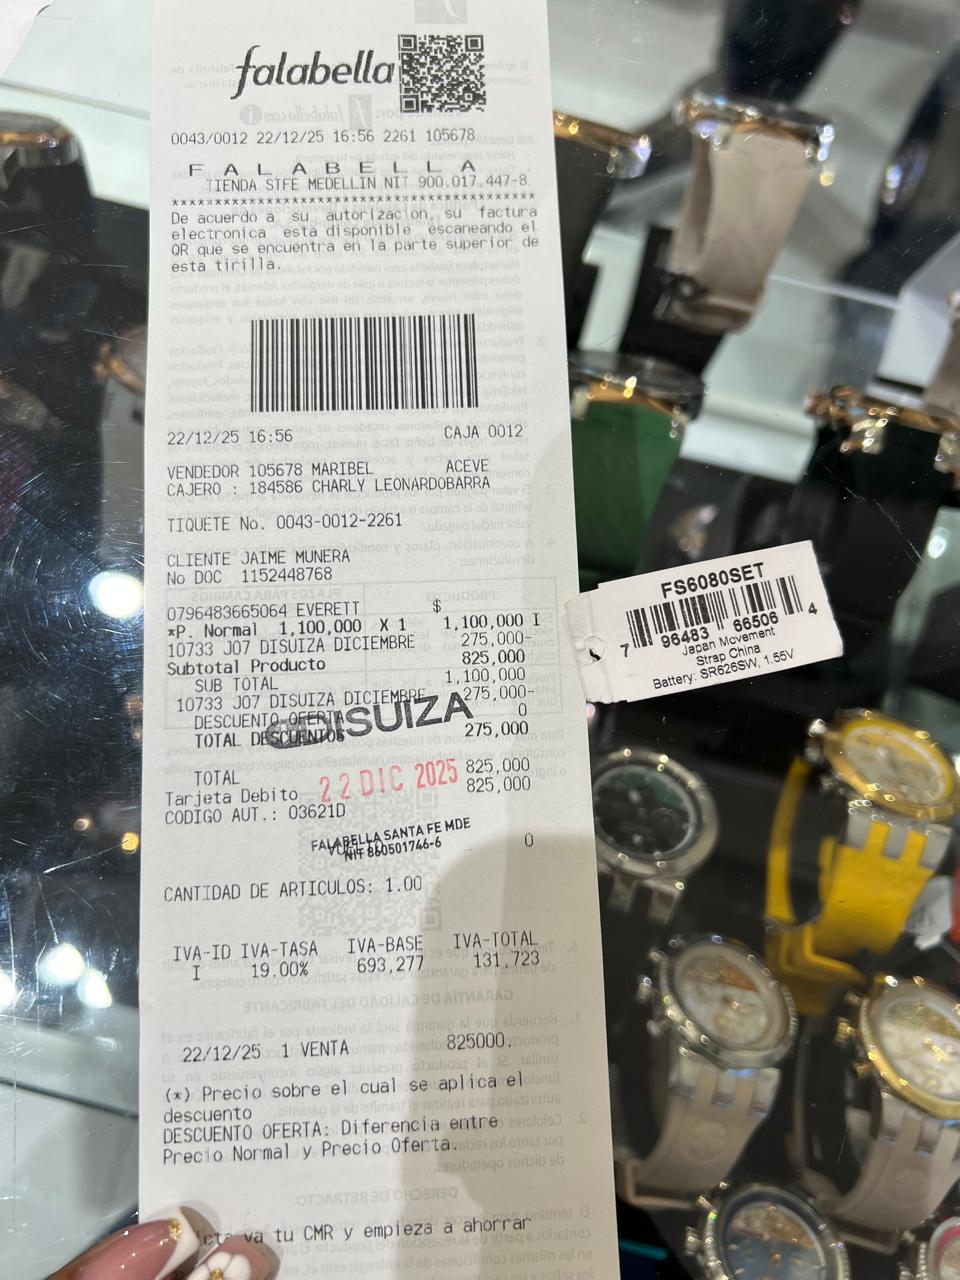 falabella
0043/0012 22/12/25 16:56 2261 105678
F A L A B E L L A
TIENDA STFE MEDELLIN NIT 900.017.447-8
****************************************
De acuerdo a su autorizacion, su factura
electronica esta disponible escaneando el
QR que se encuentra en la parte superior de
esta tirilla.
22/12/25 16:56 CAJA 0012
VENDEDOR 105678 MARIBEL ACEVE
CAJERO : 184586 CHARLY LEONARDOBARRA
TIQUETE No. 0043-0012-2261
CLIENTE JAIME MUNERA
No DOC 1152448768
0796483665064 EVERETT $
*P. Normal 1,100,000 X 1 1,100,000 I
10733 J07 DISUIZA DICIEMBRE 275,000-
Subtotal Producto 825,000
SUB TOTAL 1,100,000
10733 J07 DISUIZA DICIEMBRE 275,000-
DESCUENTO OFERTA 0
TOTAL DESCUENTOS 275,000
DISUIZA
TOTAL 825,000
Tarjeta Debito 825,000
22 DIC 2025
CODIGO AUT.: 03621D
FALABELLA SANTA FE MDE
NIT 860501746-6
0
CANTIDAD DE ARTICULOS: 1.00
IVA-ID IVA-TASA IVA-BASE IVA-TOTAL
I 19.00% 693,277 131,723
22/12/25 1 VENTA 825000.
(*) Precio sobre el cual se aplica el
descuento
DESCUENTO OFERTA: Diferencia entre
Precio Normal y Precio Oferta.
va tu CMR y empieza a ahorrar
FS6080SET
7 96483 66506 4
Japan Movement
Strap China
Battery: SR626SW, 1.55V